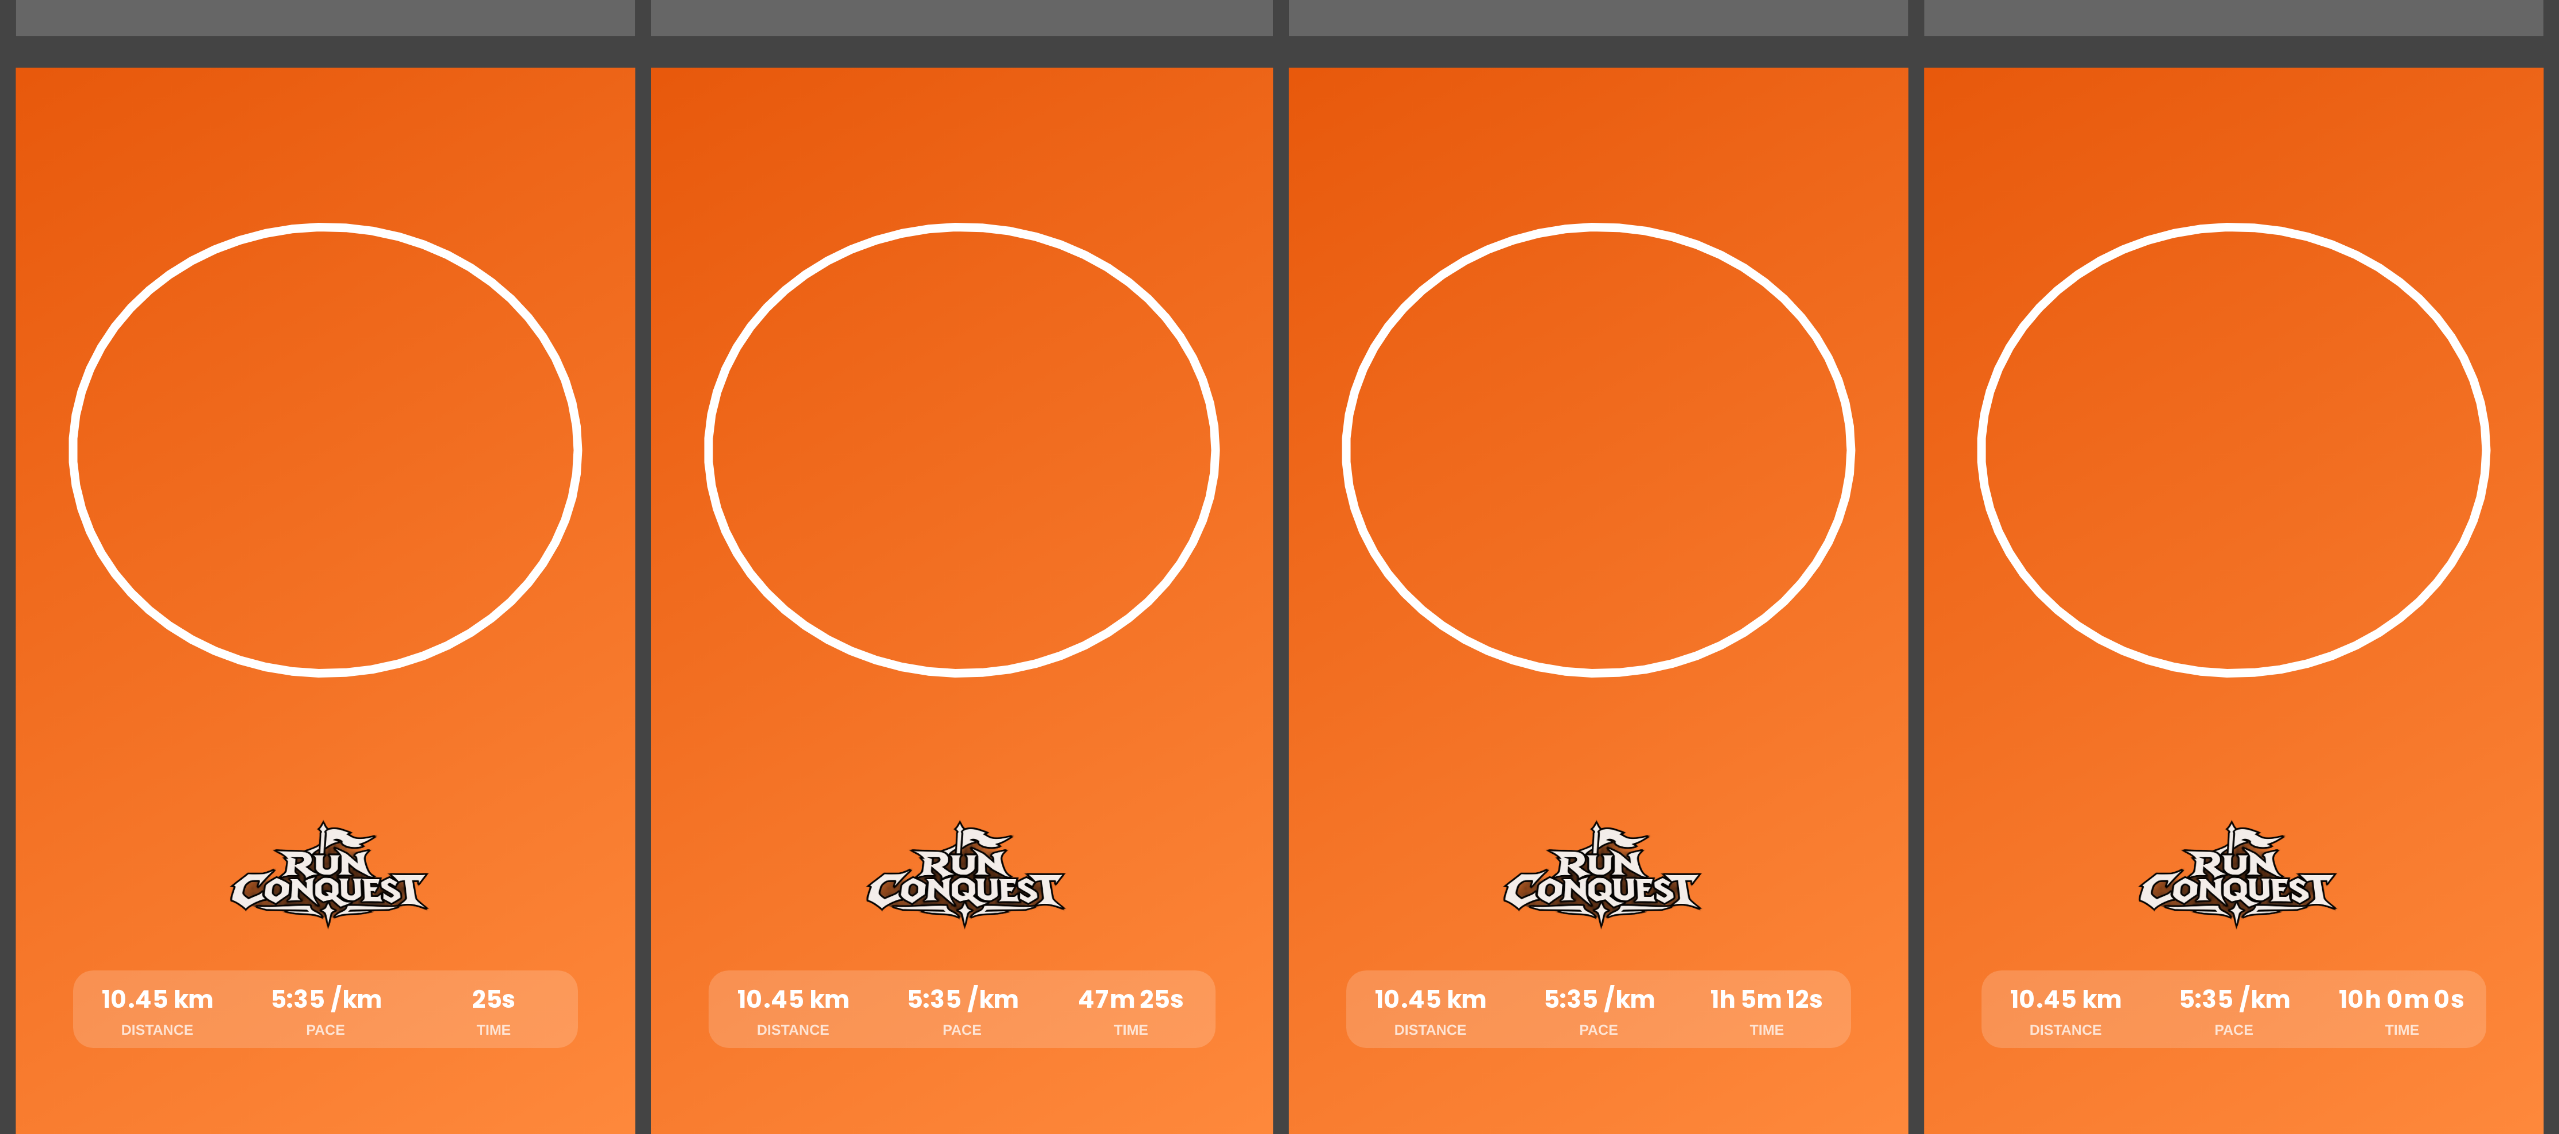 RUN
CONQUEST
10.45 km 5:35 /km 25s
DISTANCE PACE TIME
RUN
CONQUEST
10.45 km 5:35 /km 47m 25s
DISTANCE PACE TIME
RUN
CONQUEST
10.45 km 5:35 /km 1h 5m 12s
DISTANCE PACE TIME
RUN
CONQUEST
10.45 km 5:35 /km 10h 0m 0s
DISTANCE PACE TIME